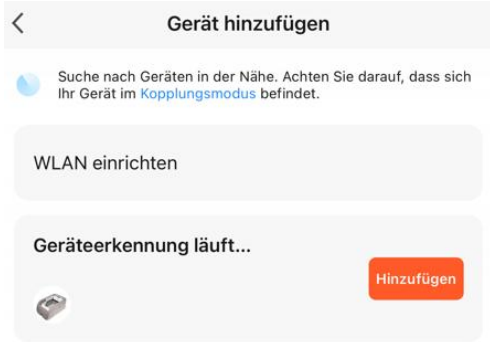 Gerät hinzufügen
Suche nach Geräten in der Nähe. Achten Sie darauf, dass sich
Ihr Gerät im Kopplungsmodus befindet.
WLAN einrichten
Geräteerkennung läuft...
Hinzufügen